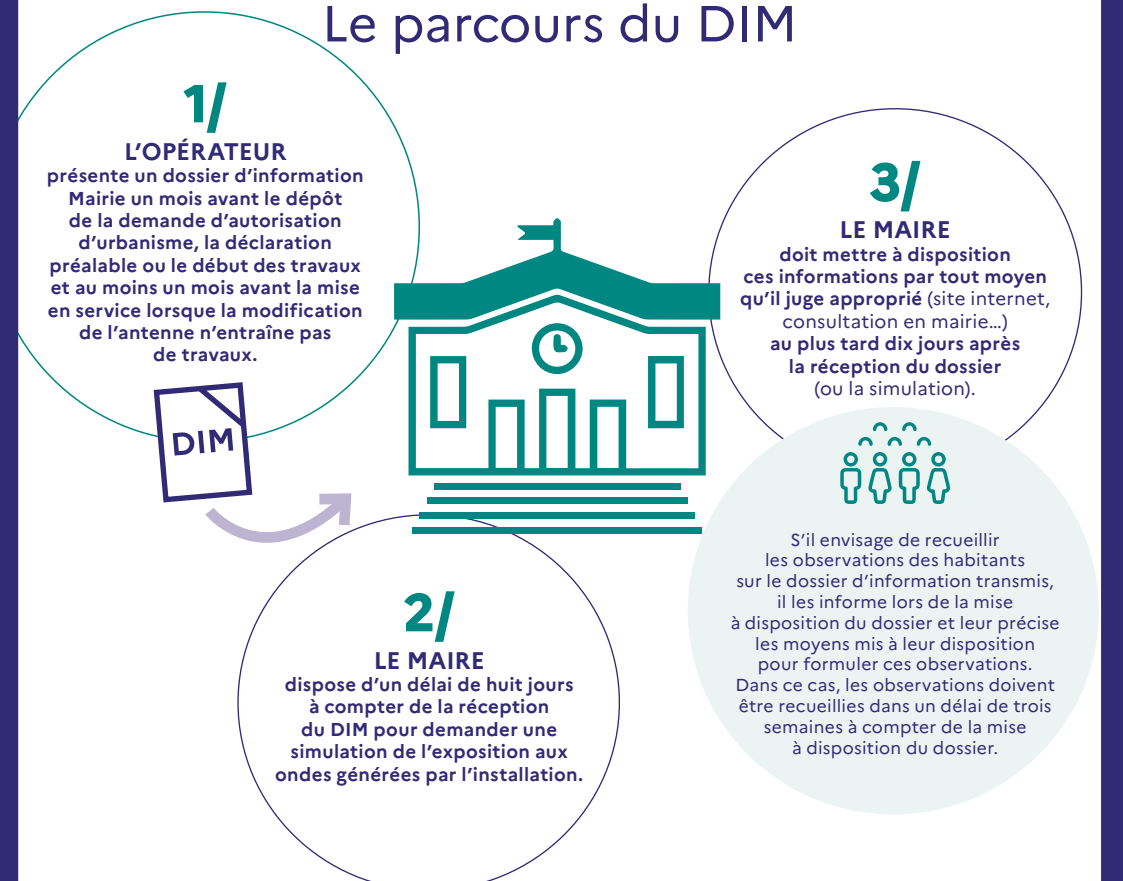 Le parcours du DIM
1/
L’OPÉRATEUR
présente un dossier d’information
Mairie un mois avant le dépôt
de la demande d’autorisation
d’urbanisme, la déclaration
préalable ou le début des travaux
et au moins un mois avant la mise
en service lorsque la modification
de l’antenne n’entraîne pas
de travaux.
DIM
2/
LE MAIRE
dispose d’un délai de huit jours
à compter de la réception
du DIM pour demander une
simulation de l’exposition aux
ondes générées par l’installation.
3/
LE MAIRE
doit mettre à disposition
ces informations par tout moyen
qu’il juge approprié (site internet,
consultation en mairie…)
au plus tard dix jours après
la réception du dossier
(ou la simulation).
S’il envisage de recueillir
les observations des habitants
sur le dossier d’information transmis,
il les informe lors de la mise
à disposition du dossier et leur précise
les moyens mis à leur disposition
pour formuler ces observations.
Dans ce cas, les observations doivent
être recueillies dans un délai de trois
semaines à compter de la mise
à disposition du dossier.